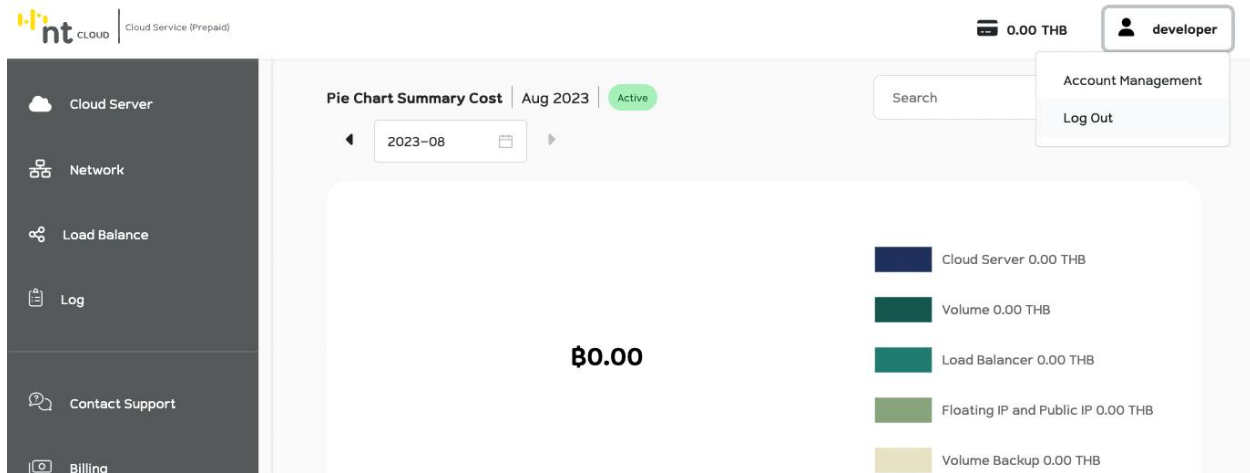 nt CLOUD Cloud Service (Prepaid)
0.00 THB
developer
Account Management
Log Out
Cloud Server
Network
Load Balance
Log
Contact Support
Billing
Pie Chart Summary Cost Aug 2023 Active
Search
2023-08
฿0.00
Cloud Server 0.00 THB
Volume 0.00 THB
Load Balancer 0.00 THB
Floating IP and Public IP 0.00 THB
Volume Backup 0.00 THB